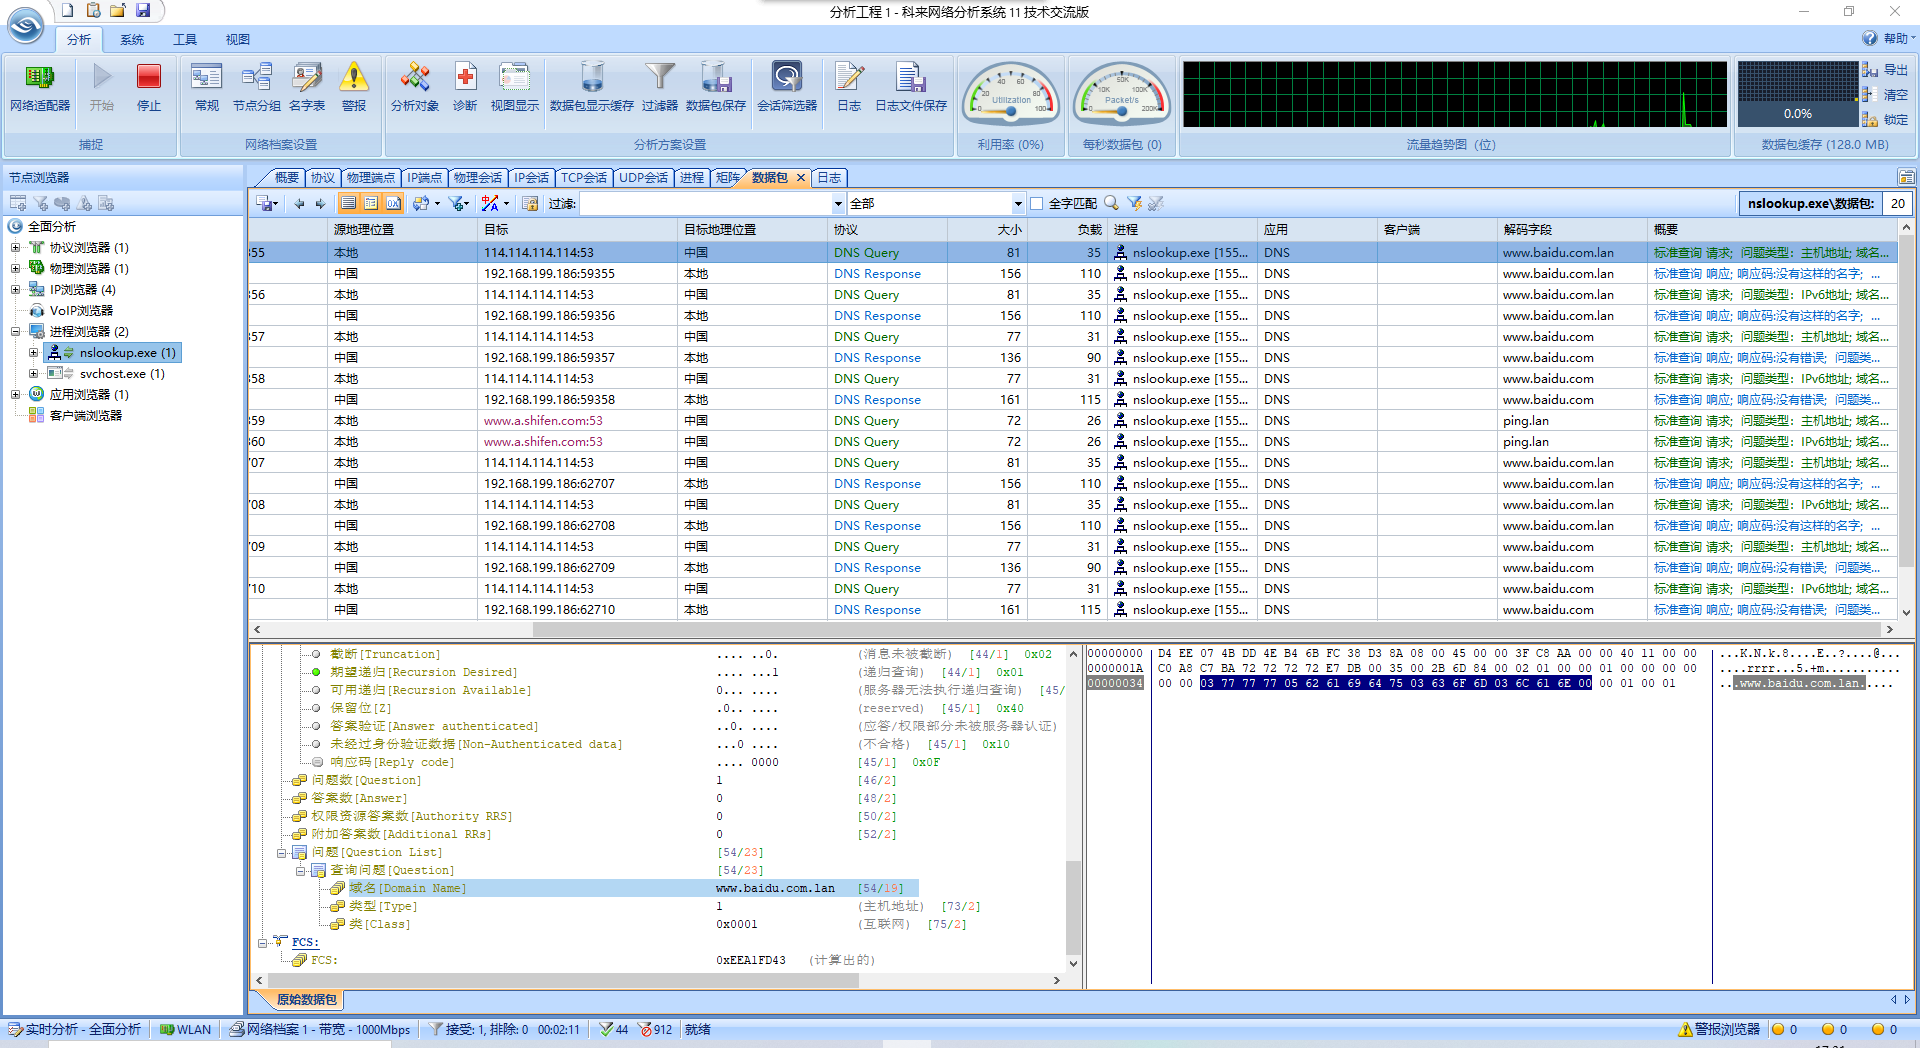 分析工程 1 - 科来网络分析系统 11 技术交流版
分析 系统 工具 视图 帮助
网络适配器 开始 停止 常规 节点分组 名字表 警报 分析对象 诊断 视图显示 数据包显示缓存 过滤器 数据包保存 会话筛选器 日志 日志文件保存
0 20 40 60 80 100 Utilization
0 10K 50K 100K 200K Packet/s
0.0%
导出
清空
锁定
捕捉 网络档案设置 分析方案设置 利用率 (0%) 每秒数据包 (0) 流量趋势图（位） 数据包缓存 (128.0 MB)
节点浏览器
全面分析
协议浏览器 (1)
物理浏览器 (1)
IP浏览器 (4)
VoIP浏览器
进程浏览器 (2)
nslookup.exe (1)
svchost.exe (1)
应用浏览器 (1)
客户端浏览器
概要 协议 物理端点 IP端点 物理会话 IP会话 TCP会话 UDP会话 进程 矩阵 数据包 日志
过滤: 全部 全字匹配 nslookup.exe\数据包: 20
源地理位置 目标 目标地理位置 协议 大小 负载 进程 应用 客户端 解码字段 概要
355 本地 114.114.114.114:53 中国 DNS Query 81 35 nslookup.exe [155... DNS www.baidu.com.lan 标准查询 请求; 问题类型: 主机地址; 域名...
中国 192.168.199.186:59355 本地 DNS Response 156 110 nslookup.exe [155... DNS www.baidu.com.lan 标准查询 响应; 响应码:没有这样的名字; ...
356 本地 114.114.114.114:53 中国 DNS Query 81 35 nslookup.exe [155... DNS www.baidu.com.lan 标准查询 请求; 问题类型: IPv6地址; 域名...
中国 192.168.199.186:59356 本地 DNS Response 156 110 nslookup.exe [155... DNS www.baidu.com.lan 标准查询 响应; 响应码:没有这样的名字; ...
357 本地 114.114.114.114:53 中国 DNS Query 77 31 nslookup.exe [155... DNS www.baidu.com 标准查询 请求; 问题类型: 主机地址; 域名...
中国 192.168.199.186:59357 本地 DNS Response 136 90 nslookup.exe [155... DNS www.baidu.com 标准查询 响应; 响应码:没有错误; 问题类...
358 本地 114.114.114.114:53 中国 DNS Query 77 31 nslookup.exe [155... DNS www.baidu.com 标准查询 请求; 问题类型: IPv6地址; 域名...
中国 192.168.199.186:59358 本地 DNS Response 161 115 nslookup.exe [155... DNS www.baidu.com 标准查询 响应; 响应码:没有错误; 问题类...
359 本地 www.a.shifen.com:53 中国 DNS Query 72 26 nslookup.exe [155... DNS ping.lan 标准查询 请求; 问题类型: 主机地址; 域名...
360 本地 www.a.shifen.com:53 中国 DNS Query 72 26 nslookup.exe [155... DNS ping.lan 标准查询 请求; 问题类型: IPv6地址; 域名...
707 本地 114.114.114.114:53 中国 DNS Query 81 35 nslookup.exe [155... DNS www.baidu.com.lan 标准查询 请求; 问题类型: 主机地址; 域名...
中国 192.168.199.186:62707 本地 DNS Response 156 110 nslookup.exe [155... DNS www.baidu.com.lan 标准查询 响应; 响应码:没有这样的名字; ...
708 本地 114.114.114.114:53 中国 DNS Query 81 35 nslookup.exe [155... DNS www.baidu.com.lan 标准查询 请求; 问题类型: IPv6地址; 域名...
中国 192.168.199.186:62708 本地 DNS Response 156 110 nslookup.exe [155... DNS www.baidu.com.lan 标准查询 响应; 响应码:没有这样的名字; ...
709 本地 114.114.114.114:53 中国 DNS Query 77 31 nslookup.exe [155... DNS www.baidu.com 标准查询 请求; 问题类型: 主机地址; 域名...
中国 192.168.199.186:62709 本地 DNS Response 136 90 nslookup.exe [155... DNS www.baidu.com 标准查询 响应; 响应码:没有错误; 问题类...
710 本地 114.114.114.114:53 中国 DNS Query 77 31 nslookup.exe [155... DNS www.baidu.com 标准查询 请求; 问题类型: IPv6地址; 域名...
中国 192.168.199.186:62710 本地 DNS Response 161 115 nslookup.exe [155... DNS www.baidu.com 标准查询 响应; 响应码:没有错误; 问题类...
截断[Truncation] .... ..0. (消息未被截断) [44/1] 0x02
期望递归[Recursion Desired] .... ...1 (递归查询) [44/1] 0x01
可用递归[Recursion Available] 0... .... (服务器无法执行递归查询) [45/
保留位[Z] .0.. .... (reserved) [45/1] 0x40
答案验证[Answer authenticated] ..0. .... (应答/权限部分未被服务器认证)
未经过身份验证数据[Non-Authenticated data] ...0 .... (不合格) [45/1] 0x10
响应码[Reply code] .... 0000 [45/1] 0x0F
问题数[Question] 1 [46/2]
答案数[Answer] 0 [48/2]
权限资源答案数[Authority RRS] 0 [50/2]
附加答案数[Additional RRs] 0 [52/2]
问题[Question List] [54/23]
查询问题[Question] [54/23]
域名[Domain Name] www.baidu.com.lan [54/19]
类型[Type] 1 (主机地址) [73/2]
类[Class] 0x0001 (互联网) [75/2]
FCS:
FCS: 0xEEA1FD43 (计算出的)
00000000 D4 EE 07 4B DD 4E B4 6B FC 38 D3 8A 08 00 45 00 00 3F C8 AA 00 00 40 11 00 00 ...K.N.k.8....E..?....@...
0000001A C0 A8 C7 BA 72 72 72 72 E7 DB 00 35 00 2B 6D 84 00 02 01 00 00 01 00 00 00 00 ....rrrr...5.+m...........
00000034 00 00 03 77 77 77 05 62 61 69 64 75 03 63 6F 6D 03 6C 61 6E 00 00 01 00 01 ...www.baidu.com.lan.....
原始数据包
实时分析 - 全面分析 WLAN 网络档案 1 - 带宽 - 1000Mbps 接受: 1, 排除: 0 00:02:11 44 912 就绪 警报浏览器 0 0 0